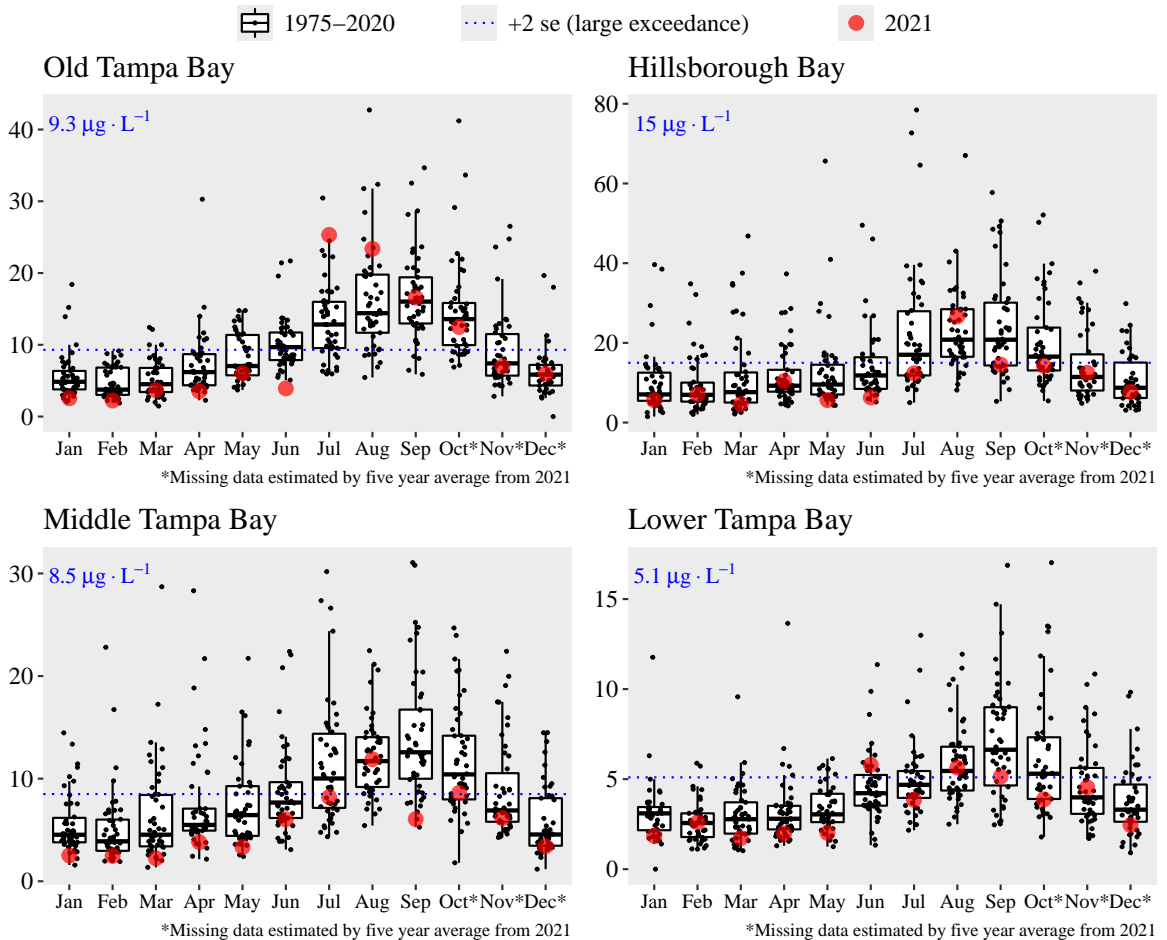 1975–2020 +2 se (large exceedance) 2021
Old Tampa Bay
9.3 μg · L⁻¹
40
30
20
10
0
Jan Feb Mar Apr May Jun Jul Aug Sep Oct* Nov* Dec*
*Missing data estimated by five year average from 2021
Hillsborough Bay
15 μg · L⁻¹
80
60
40
20
0
Jan Feb Mar Apr May Jun Jul Aug Sep Oct* Nov* Dec*
*Missing data estimated by five year average from 2021
Middle Tampa Bay
8.5 μg · L⁻¹
30
20
10
0
Jan Feb Mar Apr May Jun Jul Aug Sep Oct* Nov* Dec*
*Missing data estimated by five year average from 2021
Lower Tampa Bay
5.1 μg · L⁻¹
15
10
5
0
Jan Feb Mar Apr May Jun Jul Aug Sep Oct* Nov* Dec*
*Missing data estimated by five year average from 2021